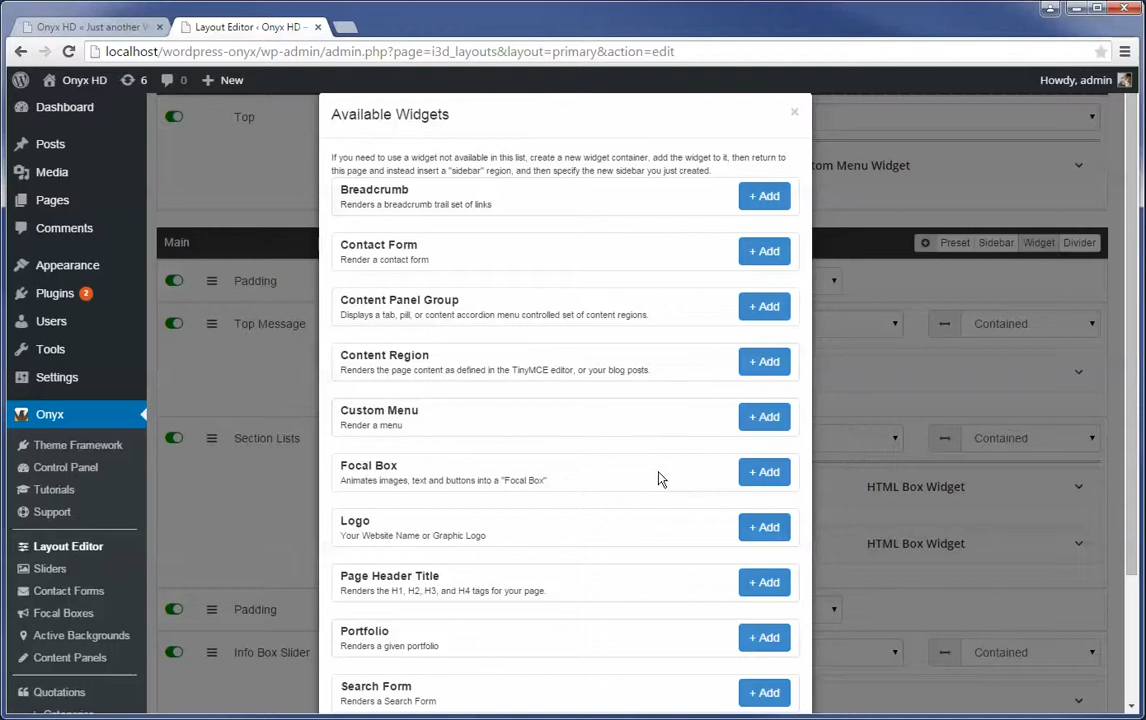 Onyx HD « Just another V
Layout Editor ‹ Onyx HD –
localhost/wordpress-onyx/wp-admin/admin.php?page=i3d_layouts&layout=primary&action=edit
Onyx HD
6
0
New
Howdy, admin
Dashboard
Posts
Media
Pages
Comments
Appearance
Plugins 2
Users
Tools
Settings
Onyx
Theme Framework
Control Panel
Tutorials
Support
Layout Editor
Sliders
Contact Forms
Focal Boxes
Active Backgrounds
Content Panels
Quotations
Top
Main
Padding
Top Message
Section Lists
Padding
Info Box Slider
Available Widgets
×
If you need to use a widget not available in this list, create a new widget container, add the widget to it, then return
to this page and instead insert a "sidebar" region, and then specify the new sidebar you just created.
Breadcrumb
Renders a breadcrumb trail set of links
+ Add
Contact Form
Render a contact form
+ Add
Content Panel Group
Displays a tab, pill, or content accordion menu controlled set of content regions.
+ Add
Content Region
Renders the page content as defined in the TinyMCE editor, or your blog posts.
+ Add
Custom Menu
Render a menu
+ Add
Focal Box
Animates images, text and buttons into a "Focal Box"
+ Add
Logo
Your Website Name or Graphic Logo
+ Add
Page Header Title
Renders the H1, H2, H3, and H4 tags for your page.
+ Add
Portfolio
Renders a given portfolio
+ Add
Search Form
Renders a Search Form
+ Add
tom Menu Widget
Preset Sidebar Widget Divider
Contained
Contained
HTML Box Widget
HTML Box Widget
Contained